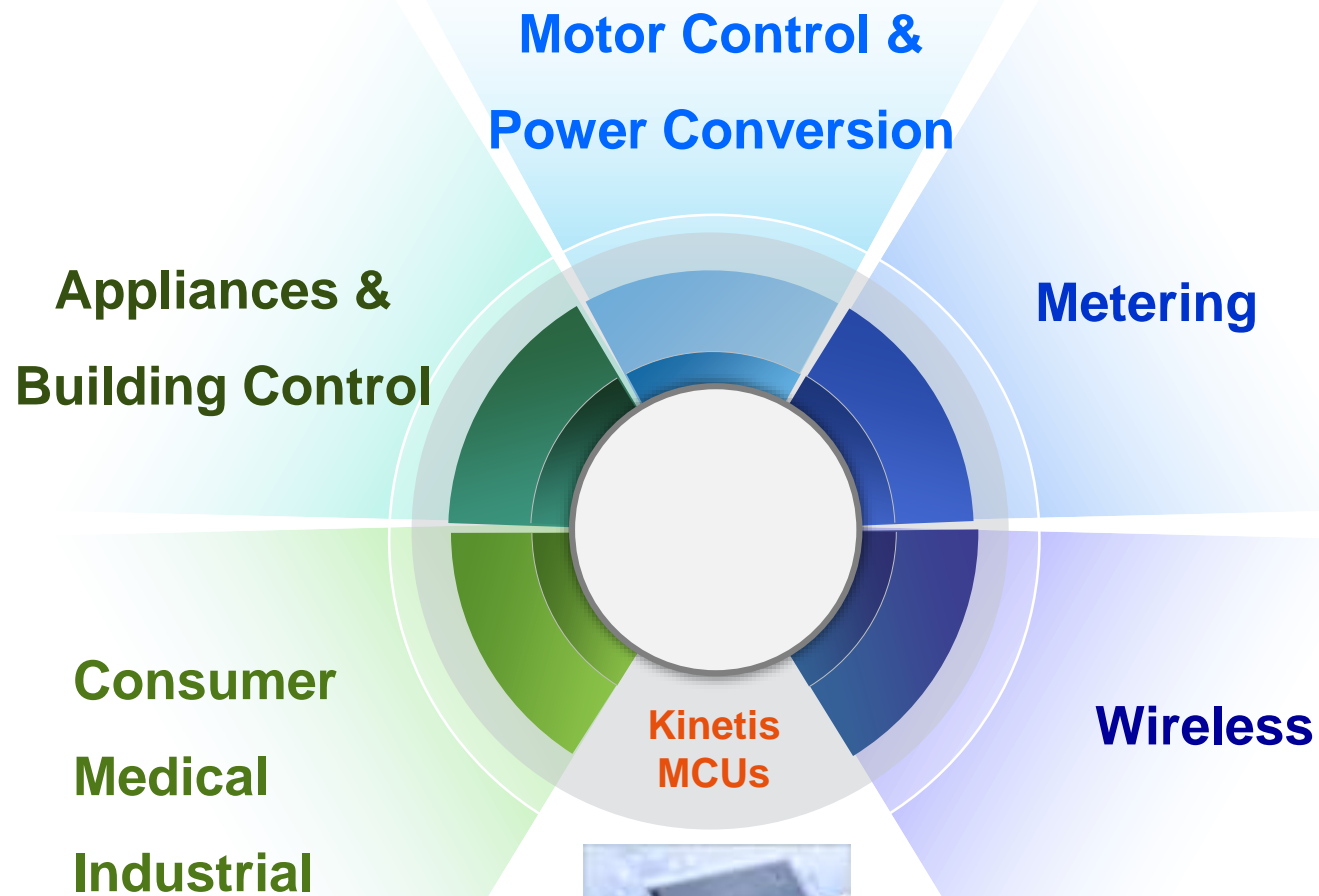 Motor Control &
Power Conversion
Appliances &
Building Control
Metering
Consumer
Medical
Industrial
Kinetis
MCUs
Wireless